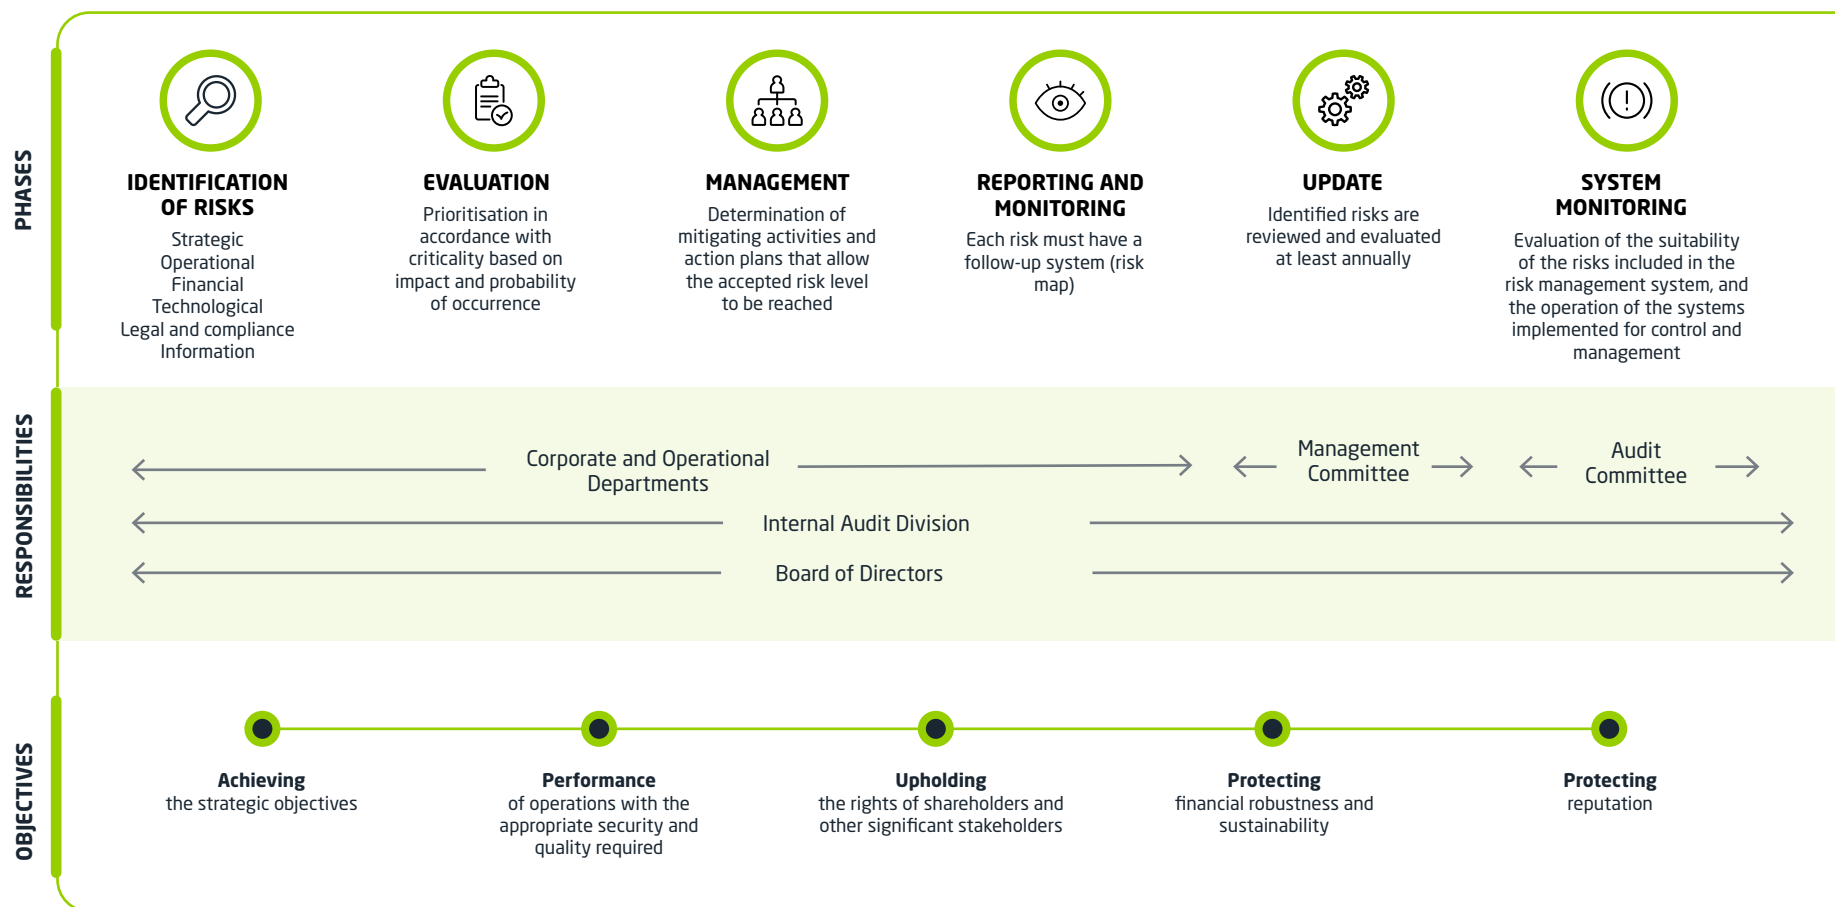 PHASES
IDENTIFICATION
OF RISKS
Strategic
Operational
Financial
Technological
Legal and compliance
Information
EVALUATION
Prioritisation in
accordance with
criticality based on
impact and probability
of occurrence
MANAGEMENT
Determination of
mitigating activities and
action plans that allow
the accepted risk level
to be reached
REPORTING AND
MONITORING
Each risk must have a
follow-up system (risk
map)
UPDATE
Identified risks are
reviewed and evaluated
at least annually
SYSTEM
MONITORING
Evaluation of the suitability
of the risks included in the
risk management system, and
the operation of the systems
implemented for control and
management
RESPONSIBILITIES
Corporate and Operational
Departments
Management
Committee
Audit
Committee
Internal Audit Division
Board of Directors
OBJECTIVES
Achieving
the strategic objectives
Performance
of operations with the
appropriate security and
quality required
Upholding
the rights of shareholders and
other significant stakeholders
Protecting
financial robustness and
sustainability
Protecting
reputation